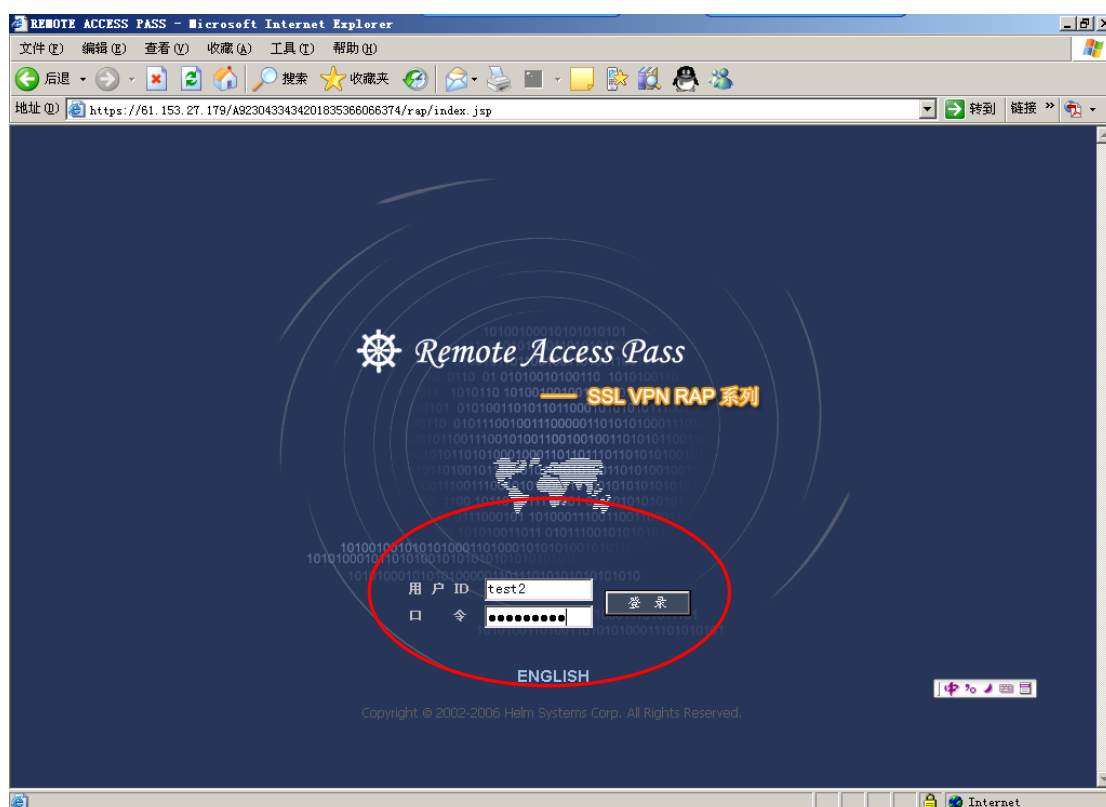 REMOTE ACCESS PASS - Microsoft Internet Explorer
文件(F) 编辑(E) 查看(V) 收藏(A) 工具(T) 帮助(H)
后退 搜索 收藏夹
地址(D) https://61.153.27.179/A923043343420183536606 6374/rap/index.jsp 转到 链接 »
Remote Access Pass
SSL VPN RAP 系列
用 户 ID test2
口 令 ●●●●●●●●●
登 录
ENGLISH
中
Copyright © 2002-2006 Helm Systems Corp. All Rights Reserved.
Internet